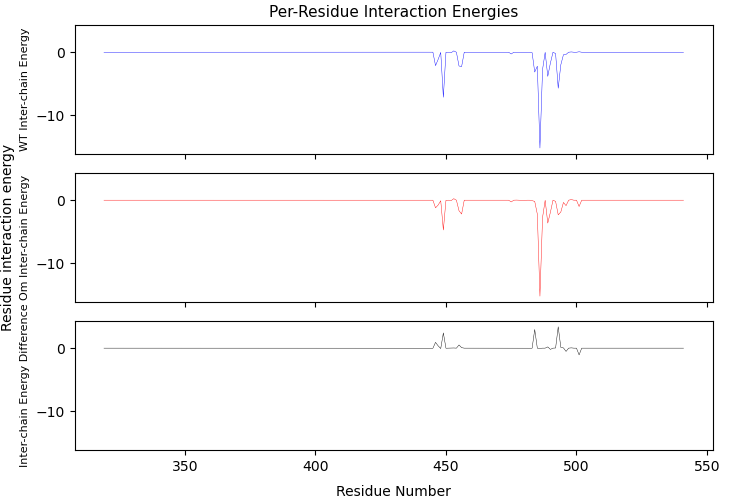 Per-Residue Interaction Energies
WT Inter-chain Energy
0
−10
Om Inter-chain Energy
0
−10
Residue interaction energy
Inter-chain Energy Difference
0
−10
350
400
450
500
550
Residue Number